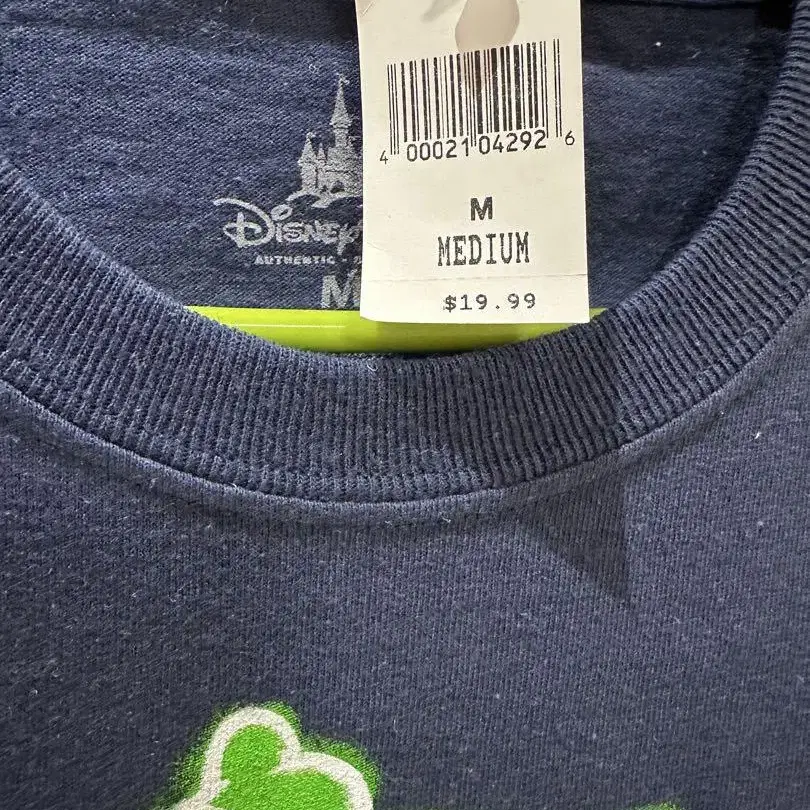 4 00021 04292 6
M
MEDIUM
$19.99
Disney
AUTHENTIC
M